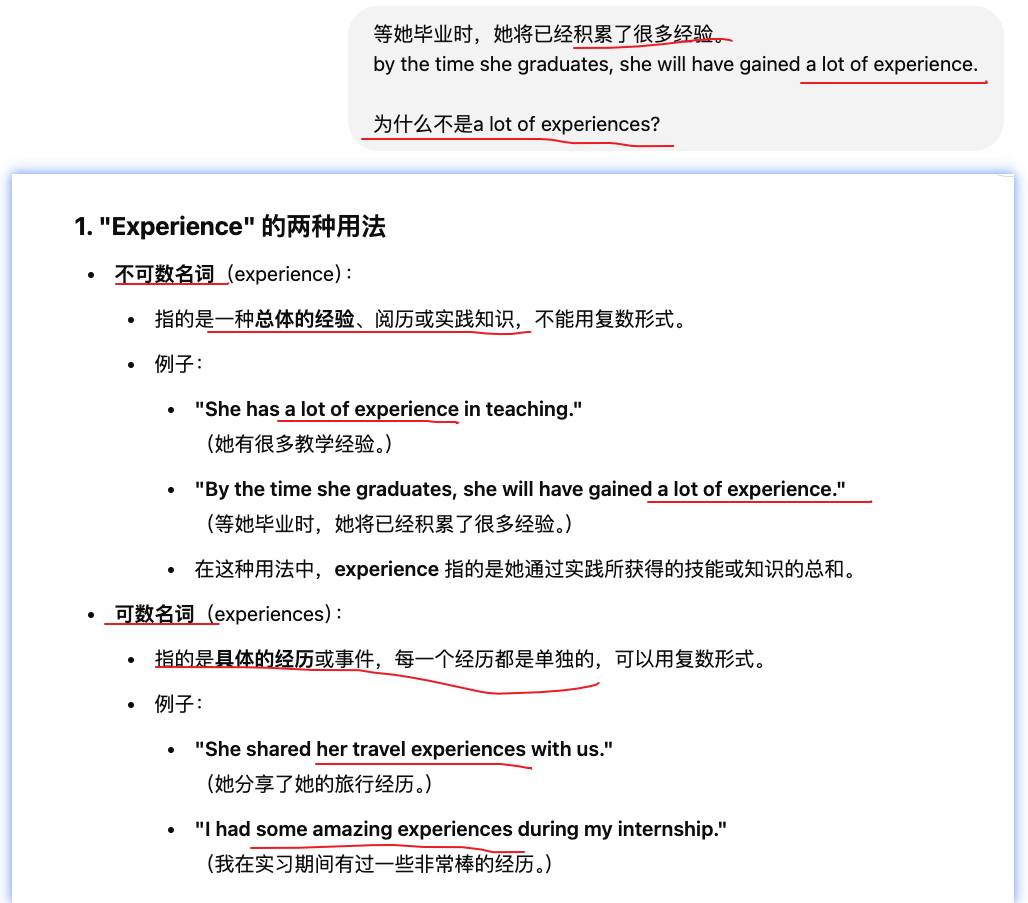 等她毕业时，她将已经积累了很多经验。
by the time she graduates, she will have gained a lot of experience.
为什么不是a lot of experiences?
1. "Experience" 的两种用法
• 不可数名词（experience）：
• 指的是一种总体的经验、阅历或实践知识，不能用复数形式。
• 例子：
• "She has a lot of experience in teaching."
（她有很多教学经验。）
• "By the time she graduates, she will have gained a lot of experience."
（等她毕业时，她将已经积累了很多经验。）
• 在这种用法中，experience 指的是她通过实践所获得的技能或知识的总和。
• 可数名词（experiences）：
• 指的是具体的经历或事件，每一个经历都是单独的，可以用复数形式。
• 例子：
• "She shared her travel experiences with us."
（她分享了她的旅行经历。）
• "I had some amazing experiences during my internship."
（我在实习期间有过一些非常棒的经历。）